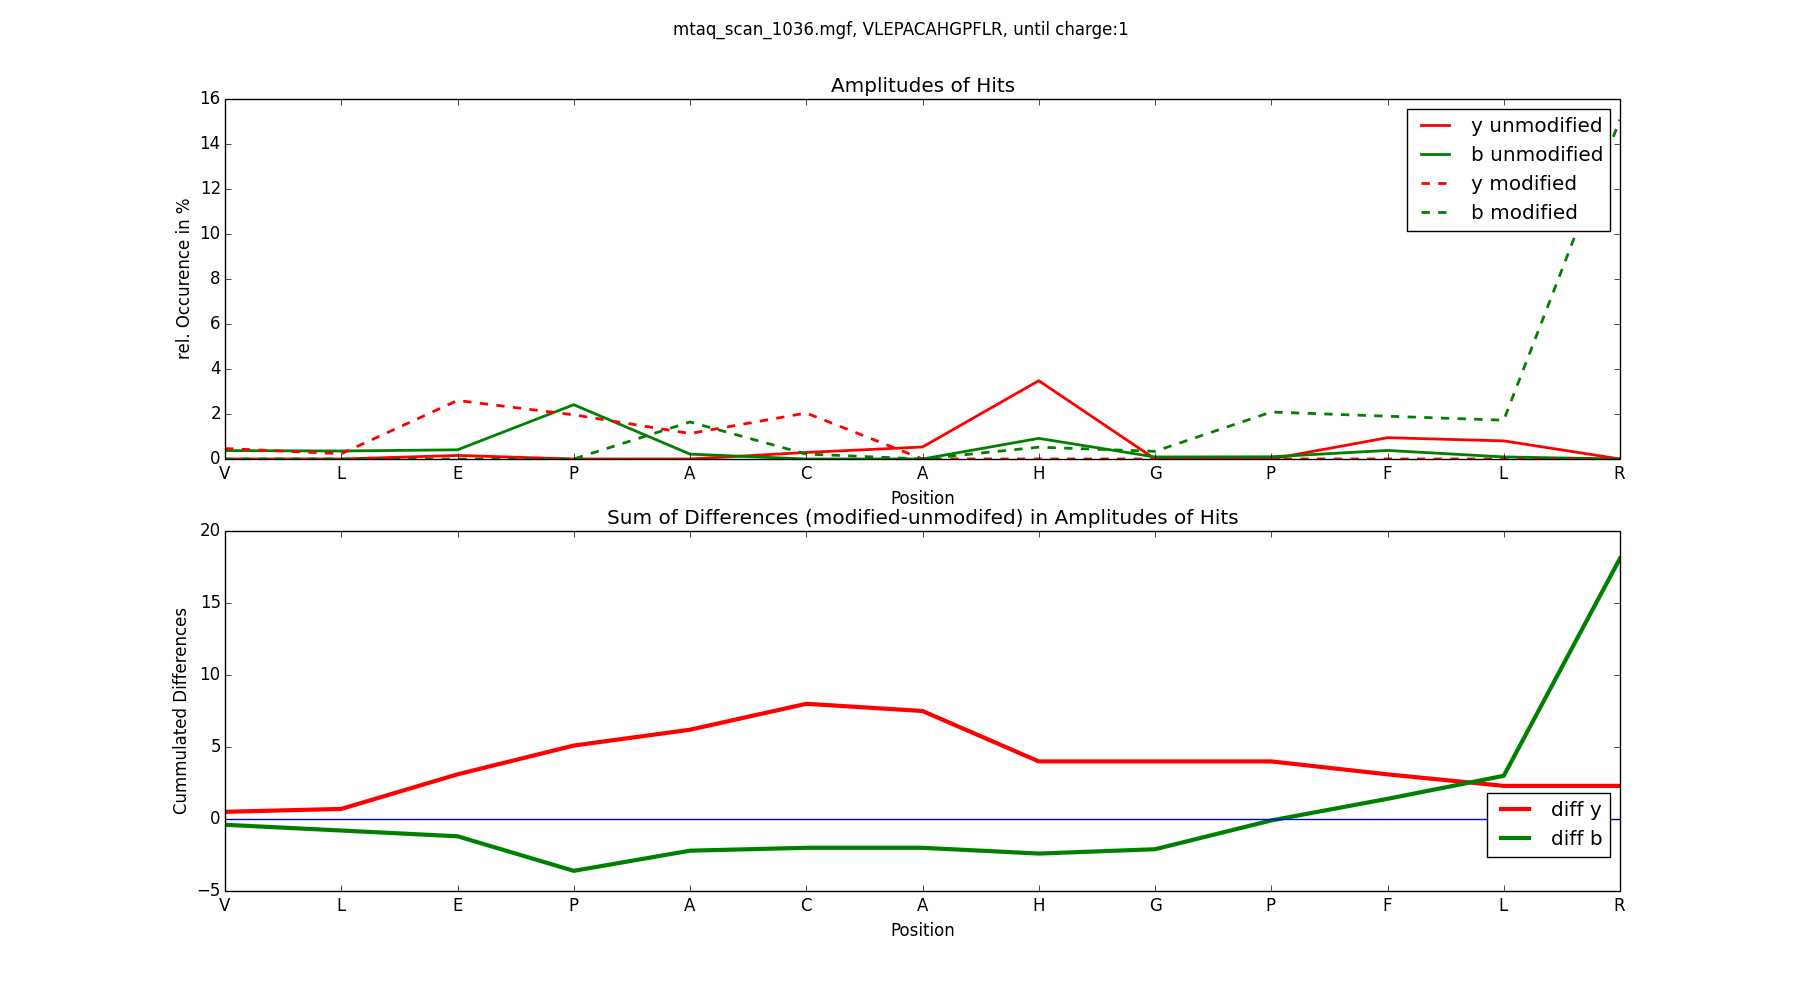 mtaq_scan_1036.mgf, VLEPACAHGPFLR, until charge:1
Amplitudes of Hits
16
14
12
10
8
6
4
2
0
rel. Occurence in %
y unmodified
b unmodified
y modified
b modified
V L E P A C A H G P F L R
Position
Sum of Differences (modified-unmodifed) in Amplitudes of Hits
20
15
10
5
0
−5
Cummulated Differences
diff y
diff b
V L E P A C A H G P F L R
Position